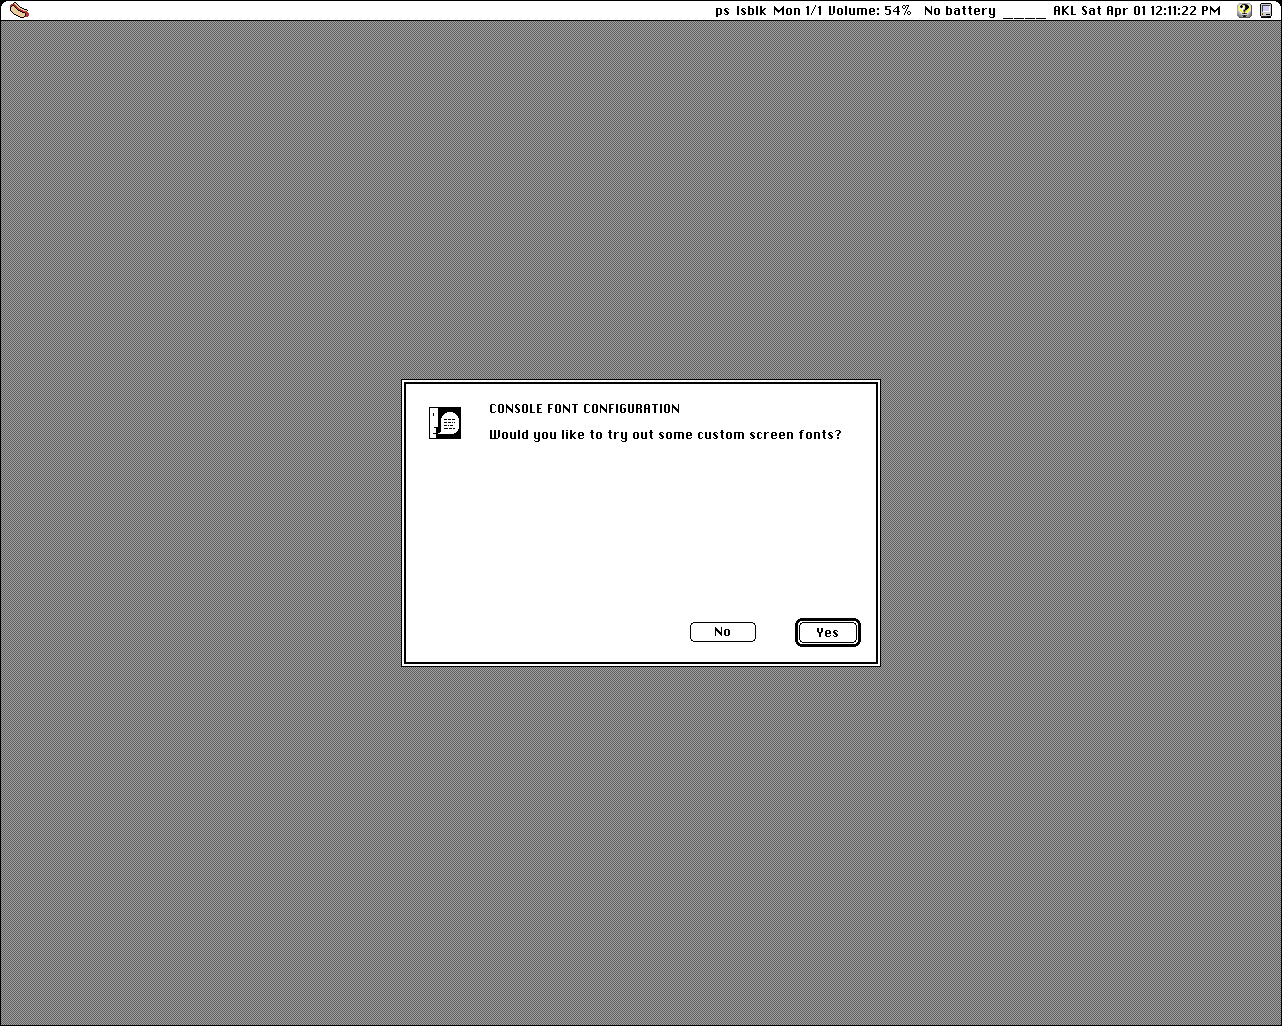 ps lsblk Mon 1/1 Volume: 54% No battery ____ AKL Sat Apr 01 12:11:22 PM
CONSOLE FONT CONFIGURATION
Would you like to try out some custom screen fonts?
No Yes